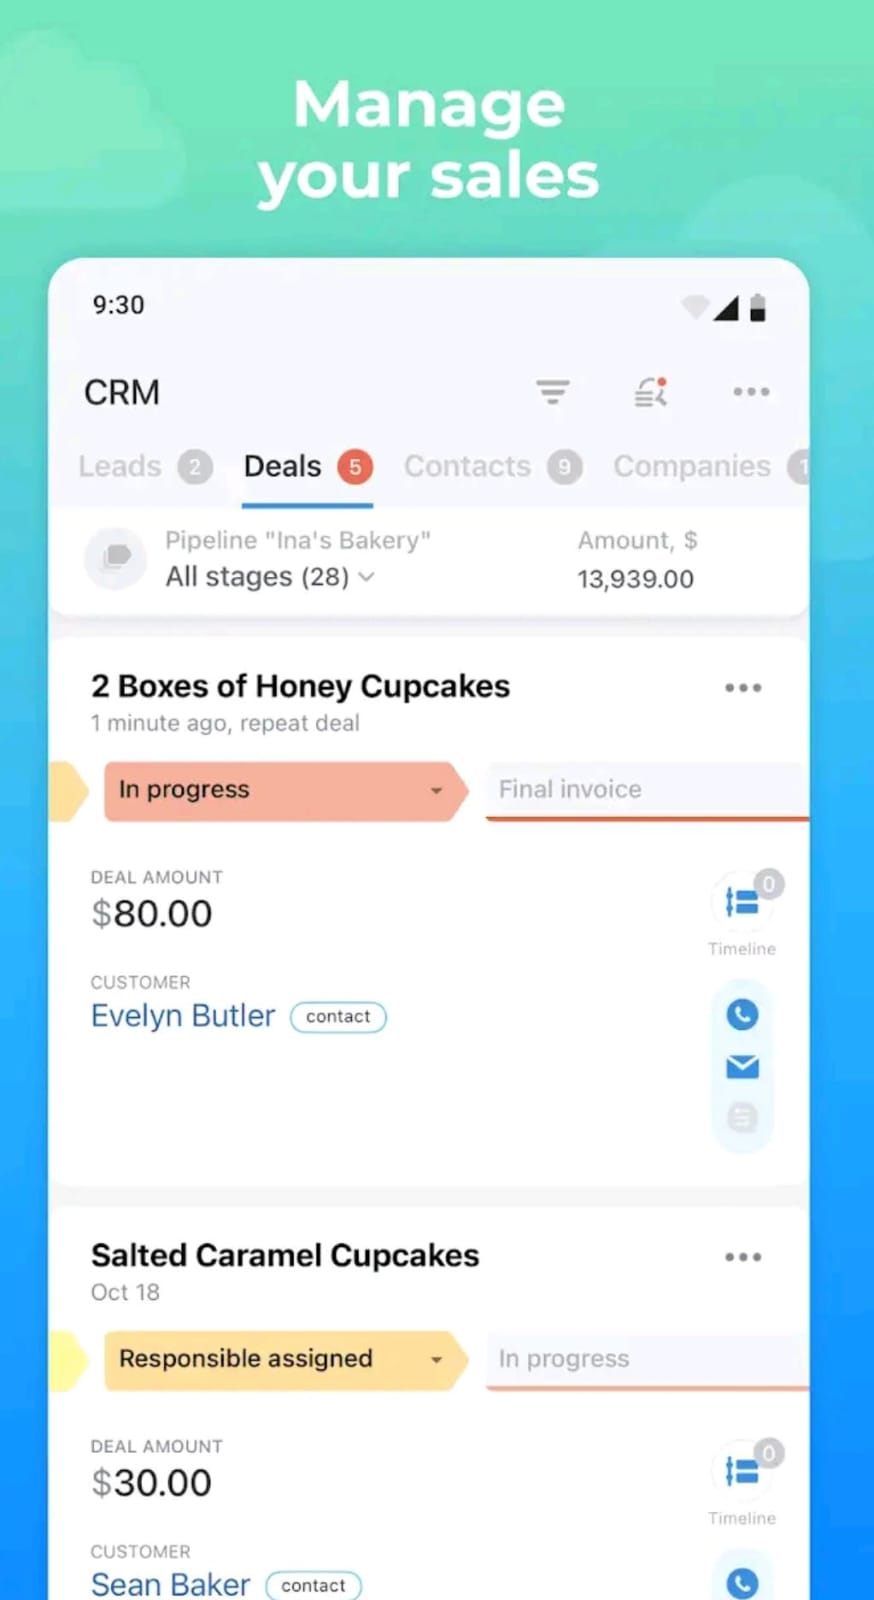 Manage
your sales
9:30
CRM
Leads 2 Deals 5 Contacts 9 Companies 1
Pipeline "Ina's Bakery" Amount, $
All stages (28) 13,939.00
2 Boxes of Honey Cupcakes
1 minute ago, repeat deal
In progress Final invoice
DEAL AMOUNT
$80.00
0
Timeline
CUSTOMER
Evelyn Butler contact
Salted Caramel Cupcakes
Oct 18
Responsible assigned In progress
DEAL AMOUNT
$30.00
0
Timeline
CUSTOMER
Sean Baker contact